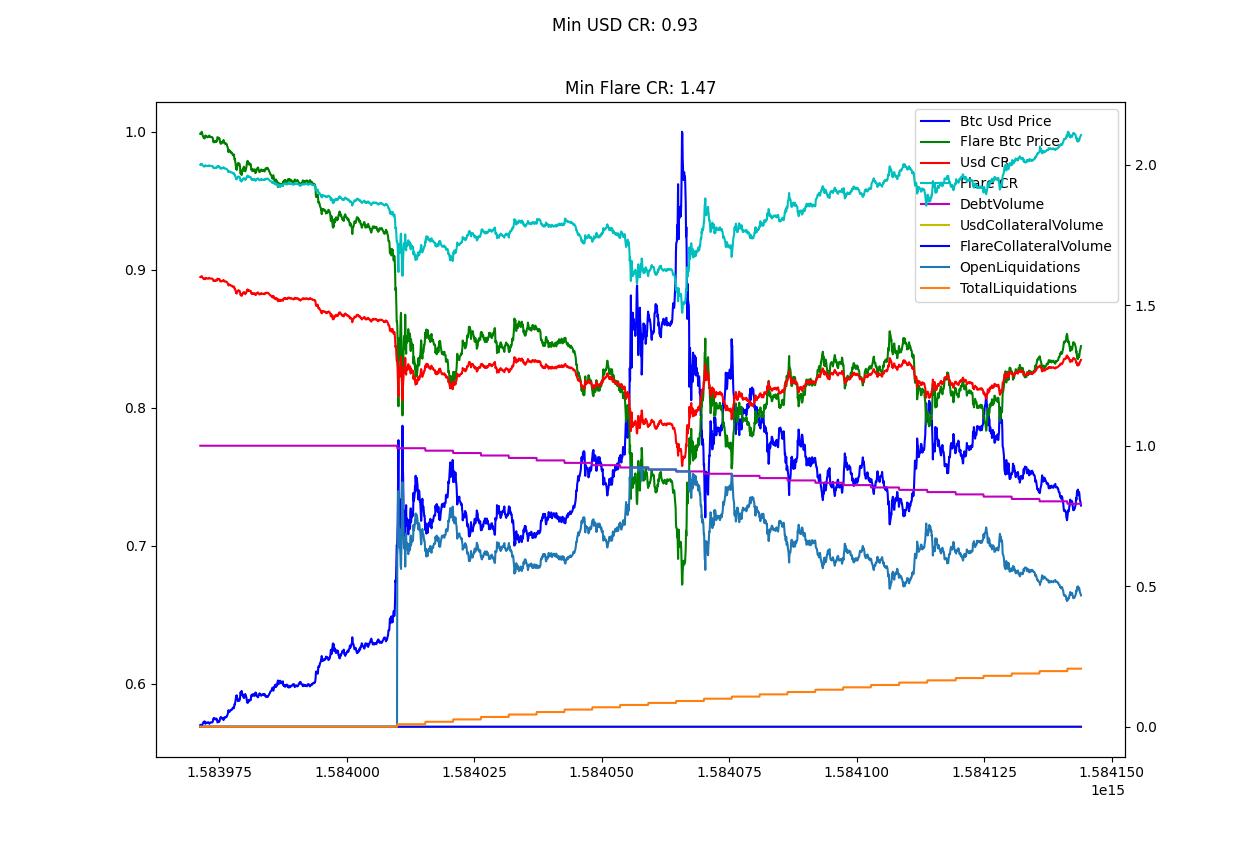 Min USD CR: 0.93
Min Flare CR: 1.47
Btc Usd Price
Flare Btc Price
Usd CR
Flare CR
DebtVolume
UsdCollateralVolume
FlareCollateralVolume
OpenLiquidations
TotalLiquidations
1.0
0.9
0.8
0.7
0.6
2.0
1.5
1.0
0.5
0.0
1.583975 1.584000 1.584025 1.584050 1.584075 1.584100 1.584125 1.584150
1e15